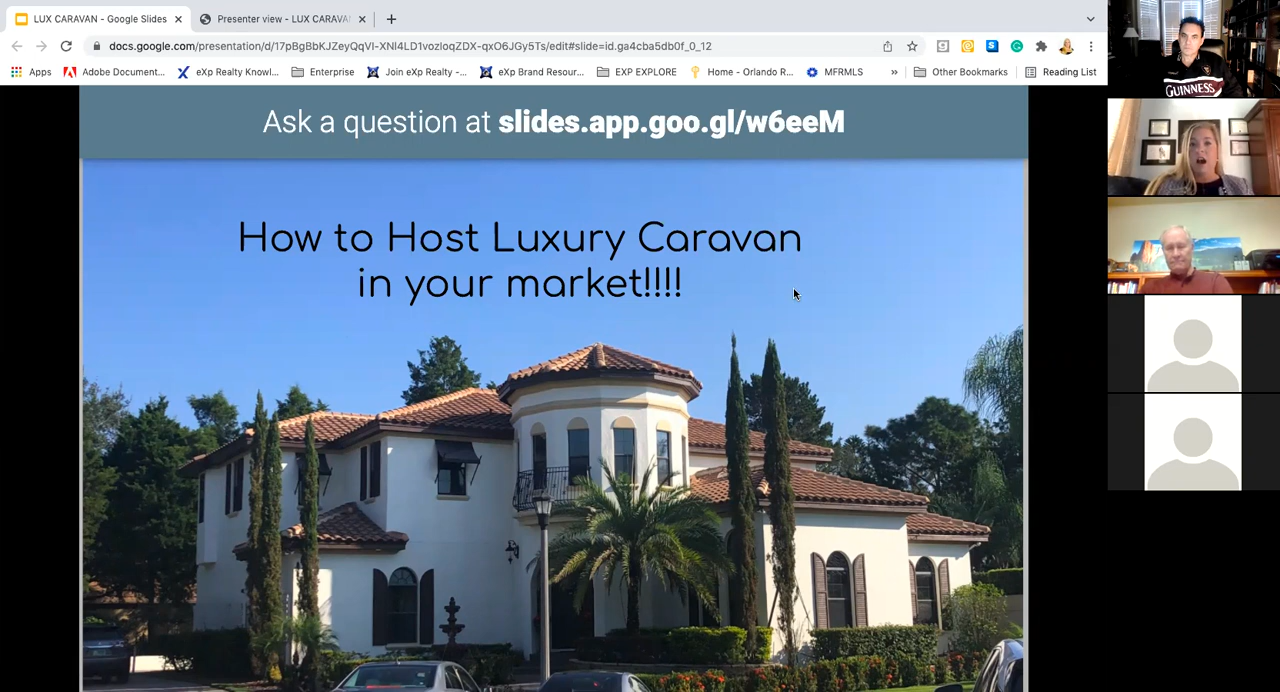 LUX CARAVAN - Google Slides
Presenter view - LUX CARAVA
docs.google.com/presentation/d/17pBgBbKJZeyQqVI-XNI4LD1vozloqZDX-qxO6JGy5Ts/edit#slide=id.ga4cba5db0f_0_12
Apps
Adobe Document...
eXp Realty Knowl...
Enterprise
Join eXp Realty -...
eXp Brand Resour...
EXP EXPLORE
Home - Orlando R...
MFRMLS
»
Other Bookmarks
Reading List
Ask a question at slides.app.goo.gl/w6eeM
How to Host Luxury Caravan
in your market!!!!
GUINNESS